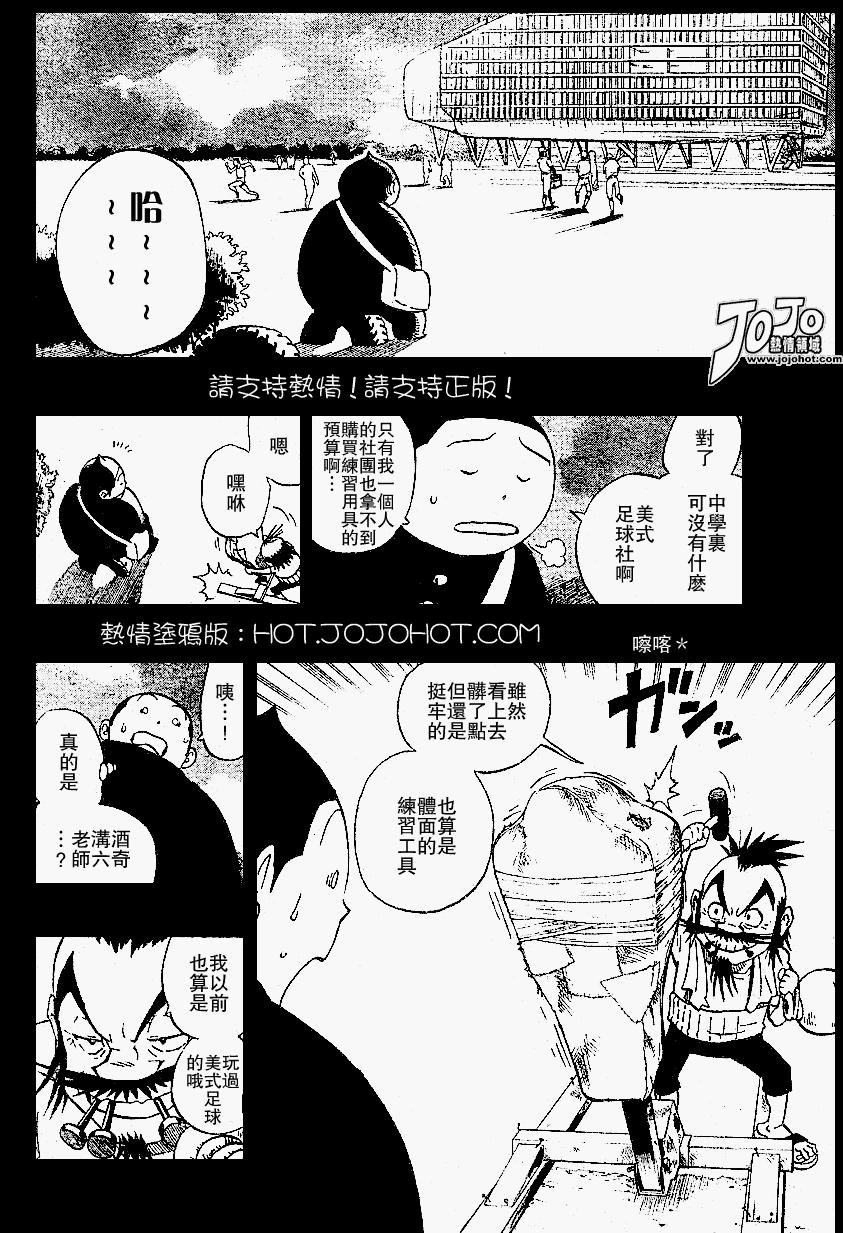 哈～～～
～～～
JOJO
熱情領域
www.jojohot.com
請支持熱情！請支持正版！
對了
中學裏
可沒有什麽
美式
足球社啊
只有我一個人
的社團也拿不到
購買練習用具的
預算啊…
嗯
嘿咻
熱情塗鴉版：HOT.JOJOHOT.COM
嚓喀＊
ガンッ
雖然
看上去
髒了點
但還是
挺牢的
也算是
體面的
練習工具
咦…！
真的是
酒奇
溝六
老師
…？
我以前
也算是
玩過
美式足球
的哦